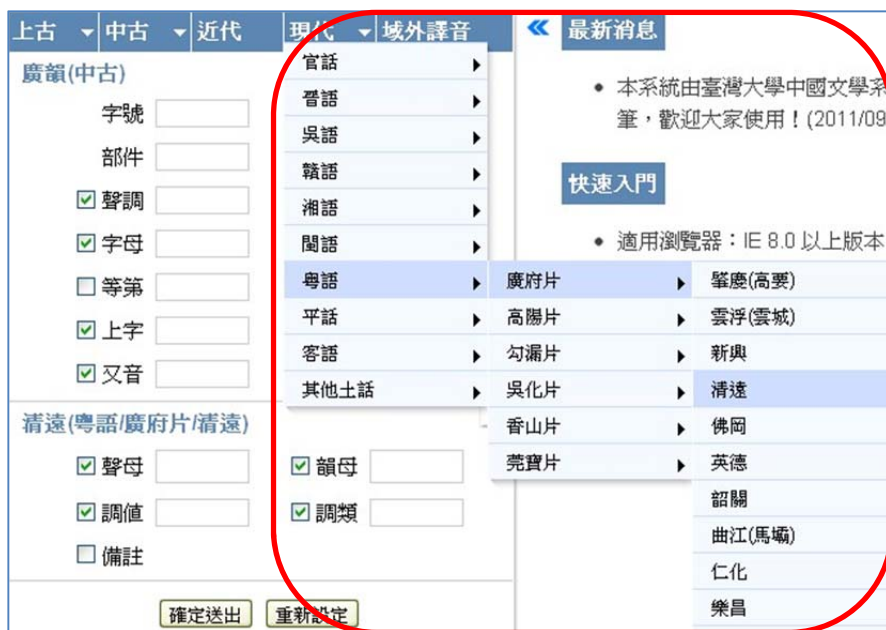 上古 中古 近代 現代 域外譯音
廣韻(中古)
字號
部件
聲調
字母
等第
上字
又音
清遠(粵語/廣府片/清遠)
聲母
韻母
調值
調類
備註
確定送出 重新設定
官話
晉語
吳語
贛語
湘語
閩語
粵語
平話
客語
其他土話
廣府片
高陽片
勾漏片
吳化片
香山片
莞寶片
肇慶(高要)
雲浮(雲城)
新興
清遠
佛岡
英德
韶關
曲江(馬壩)
仁化
樂昌
最新消息
本系統由臺灣大學中國文學系
筆,歡迎大家使用!(2011/09
快速入門
適用瀏覽器:IE 8.0 以上版本